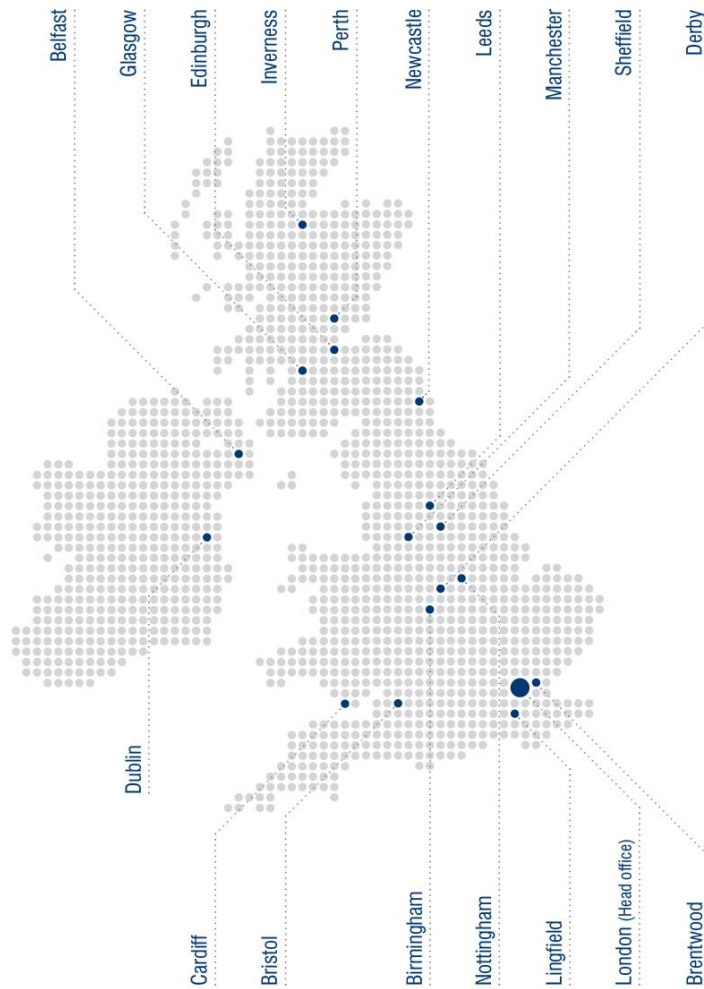 Belfast
Glasgow
Edinburgh
Inverness
Perth
Newcastle
Leeds
Manchester
Sheffield
Derby
Dublin
Cardiff
Bristol
Birmingham
Nottingham
Lingfield
London (Head office)
Brentwood